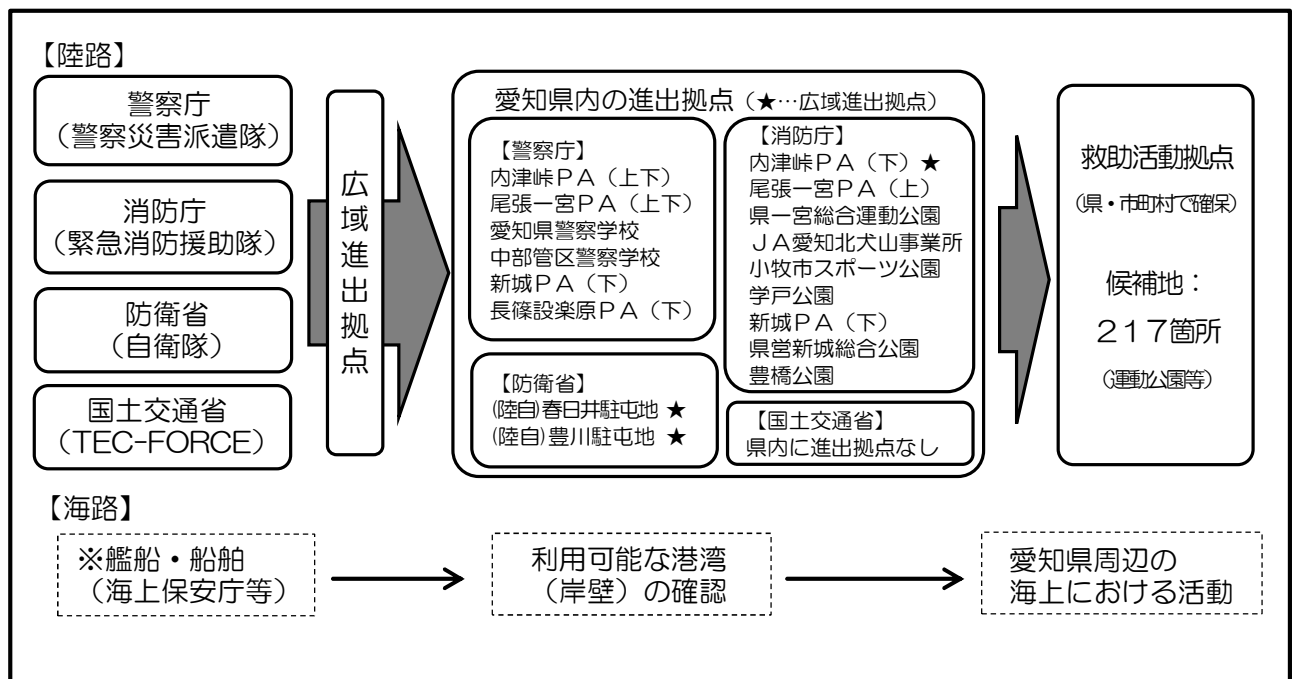 【陸路】
警察庁
（警察災害派遣隊）
消防庁
（緊急消防援助隊）
防衛省
（自衛隊）
国土交通省
（TEC-FORCE）
広域進出拠点
愛知県内の進出拠点（★…広域進出拠点）
【警察庁】
内津峠ＰＡ（上下）
尾張一宮ＰＡ（上下）
愛知県警察学校
中部管区警察学校
新城ＰＡ（下）
長篠設楽原ＰＡ（下）
【防衛省】
(陸自)春日井駐屯地 ★
(陸自)豊川駐屯地 ★
【消防庁】
内津峠ＰＡ（下）★
尾張一宮ＰＡ（上）
県一宮総合運動公園
ＪＡ愛知北犬山事業所
小牧市スポーツ公園
学戸公園
新城ＰＡ（下）
県営新城総合公園
豊橋公園
【国土交通省】
県内に進出拠点なし
救助活動拠点
(県・市町村で確保)
候補地：
２１７箇所
(運動公園等)
【海路】
※艦船・船舶
（海上保安庁等）
利用可能な港湾
（岸壁）の確認
愛知県周辺の
海上における活動